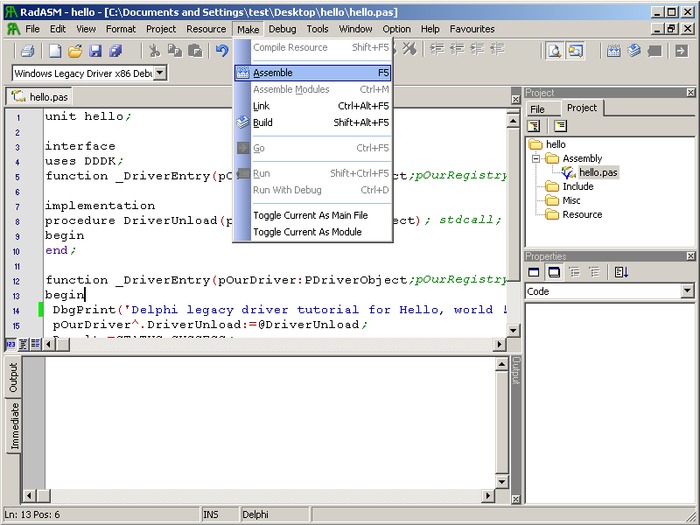 RadASM - hello - [C:\Documents and Settings\test\Desktop\hello\hello.pas]
File Edit View Format Project Resource Make Debug Tools Window Option Help Favourites
Windows Legacy Driver x86 Debu
Compile Resource Shift+F5
Assemble F5
Assemble Modules Ctrl+M
Link Ctrl+Alt+F5
Build Shift+Alt+F5
Go Ctrl+F5
Run Shift+Ctrl+F5
Run With Debug Ctrl+D
Toggle Current As Main File
Toggle Current As Module
hello.pas
1 unit hello;
2
3 interface
4 uses DDDK;
5 function _DriverEntry(pO ;pOurRegistry
6
7 implementation
8 procedure DriverUnload(p ect); stdcall;
9 begin
10 end;
11
12 function _DriverEntry(pOurDriver:PDriverObject;pOurRegistry
13 begin
14 DbgPrint('Delphi legacy driver tutorial for Hello, world !
15 pOurDriver^.DriverUnload:=@DriverUnload;
Project
File Project
hello
Assembly
hello.pas
Include
Misc
Resource
Properties
Code
Output
Immediate
Output
Ln: 13 Pos: 6 INS Delphi